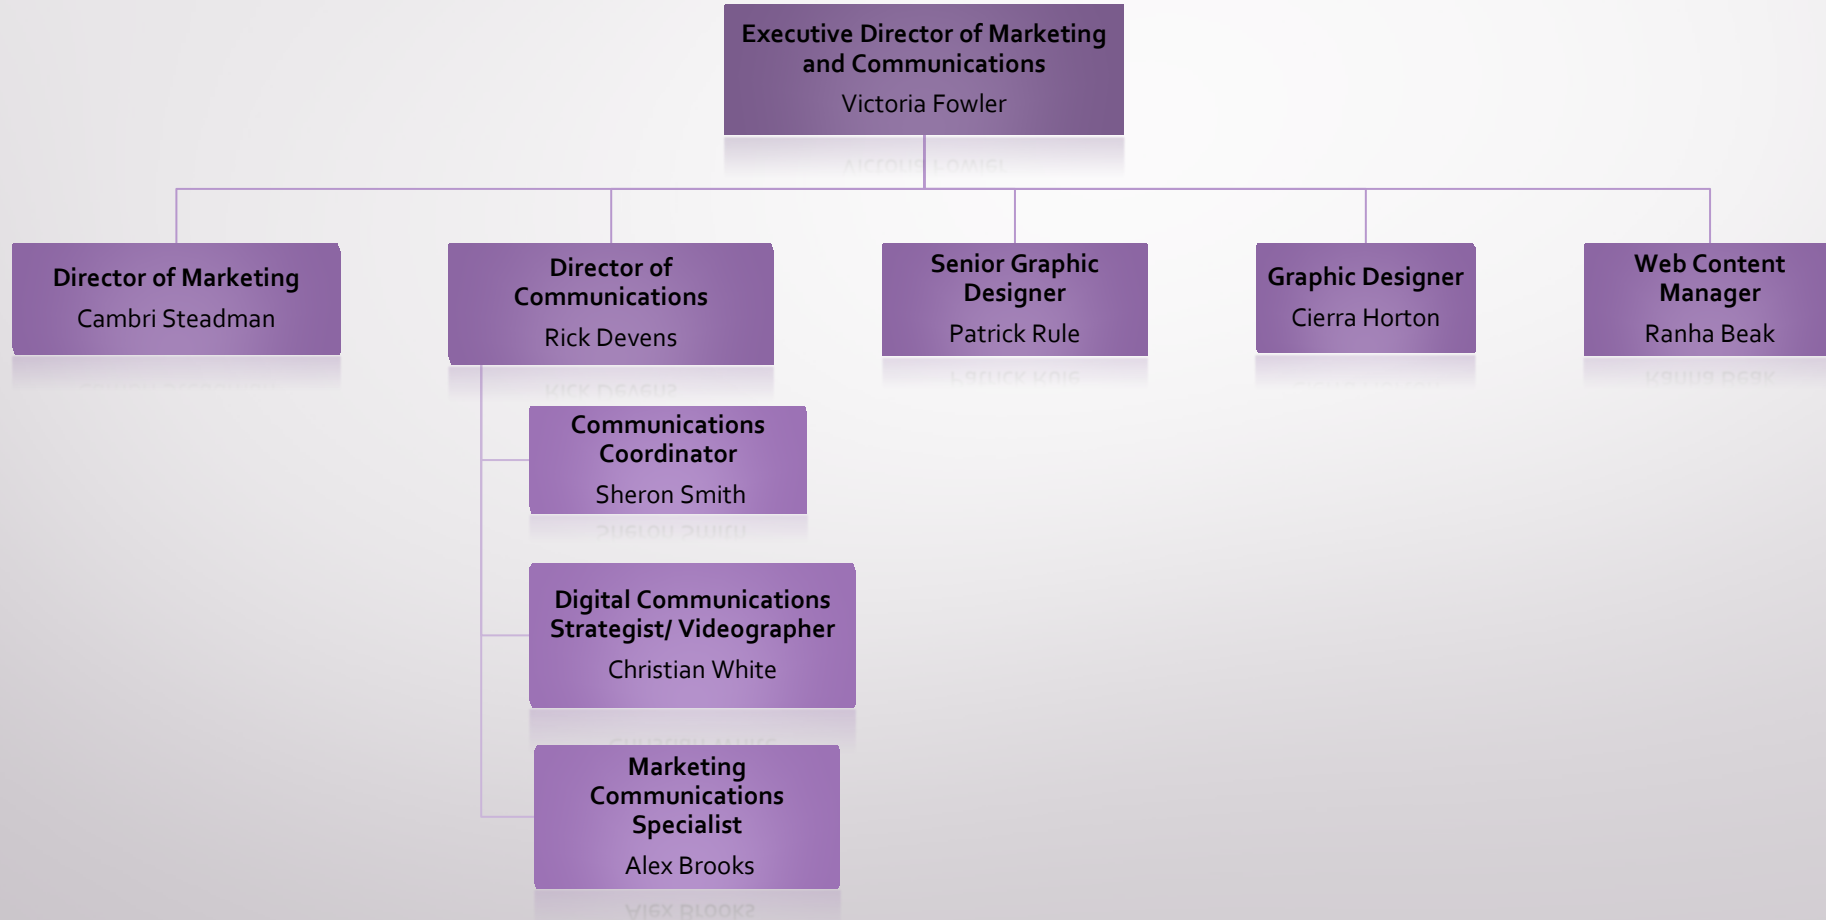 Executive Director of Marketing
and Communications
Victoria Fowler
Director of Marketing
Cambri Steadman
Director of
Communications
Rick Devens
Senior Graphic
Designer
Patrick Rule
Graphic Designer
Cierra Horton
Web Content
Manager
Ranha Beak
Communications
Coordinator
Sheron Smith
Digital Communications
Strategist/ Videographer
Christian White
Marketing
Communications
Specialist
Alex Brooks